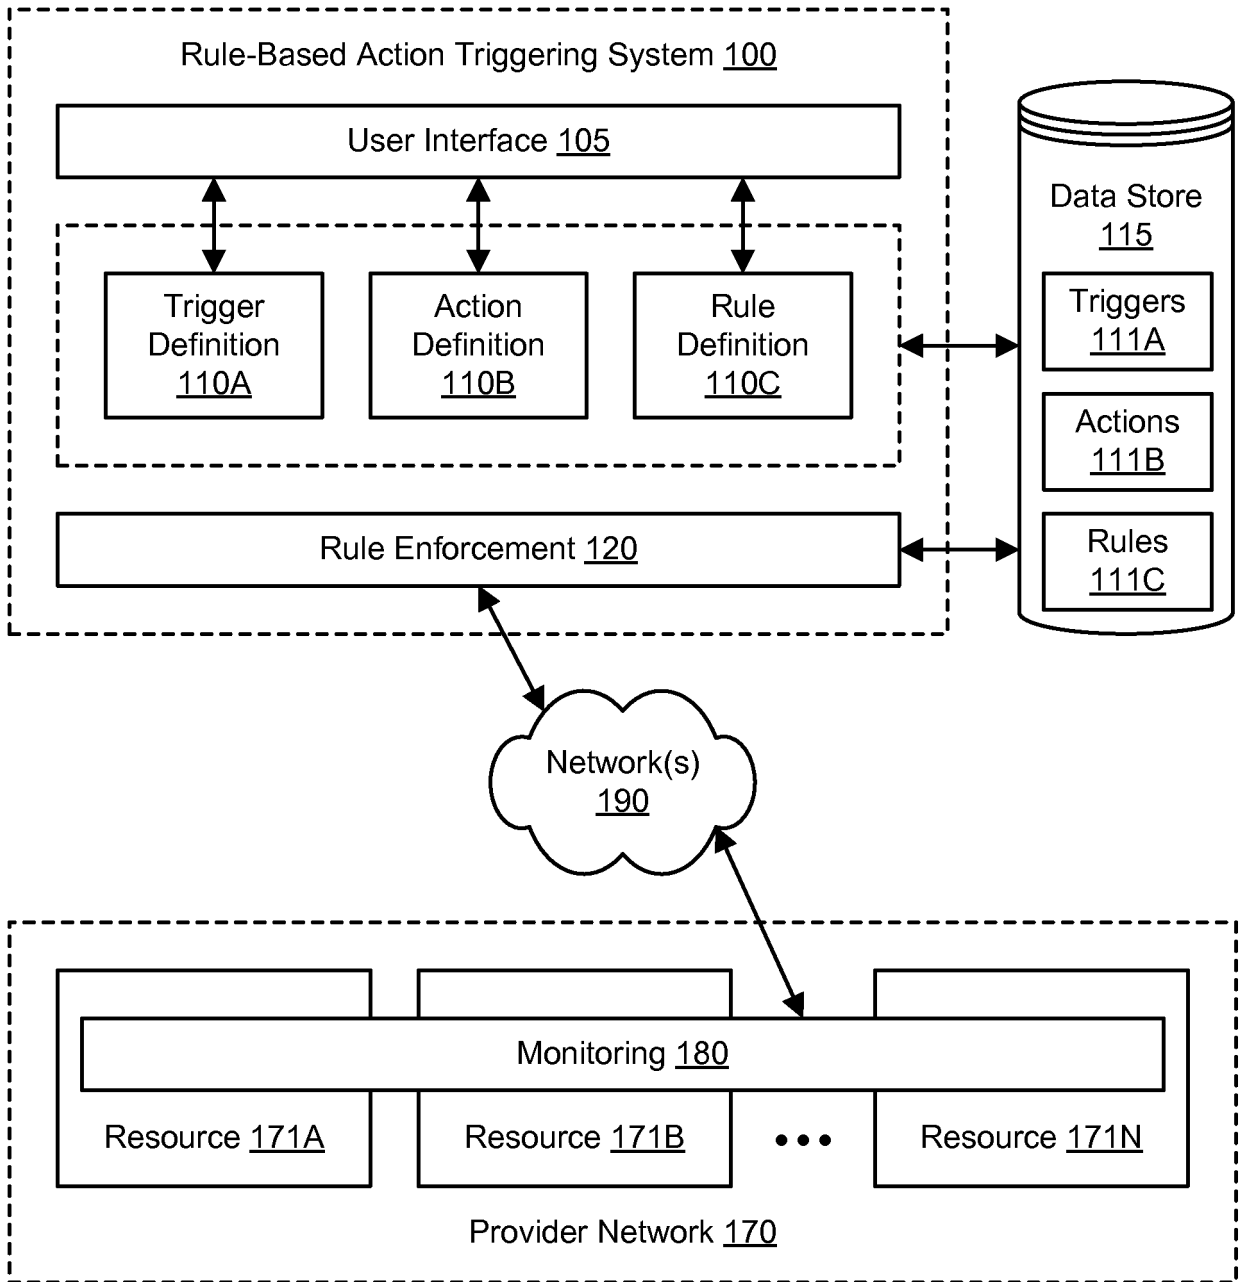 Rule-Based Action Triggering System 100
User Interface 105
Trigger
Definition
110A
Action
Definition
110B
Rule
Definition
110C
Rule Enforcement 120
Data Store
115
Triggers
111A
Actions
111B
Rules
111C
Network(s)
190
Monitoring 180
Resource 171A
Resource 171B
•••
Resource 171N
Provider Network 170